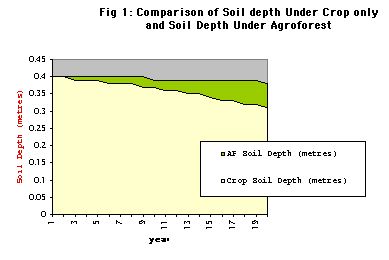 Fig 1: Comparison of Soil depth Under Crop only
and Soil Depth Under Agroforest
0.45
0.4
0.35
0.3
0.25
0.2
0.15
0.1
0.05
0
Soil Depth (metres)
AF Soil Depth (metres)
Crop Soil Depth (metres)
1 3 5 7 9 11 13 15 17 19
year